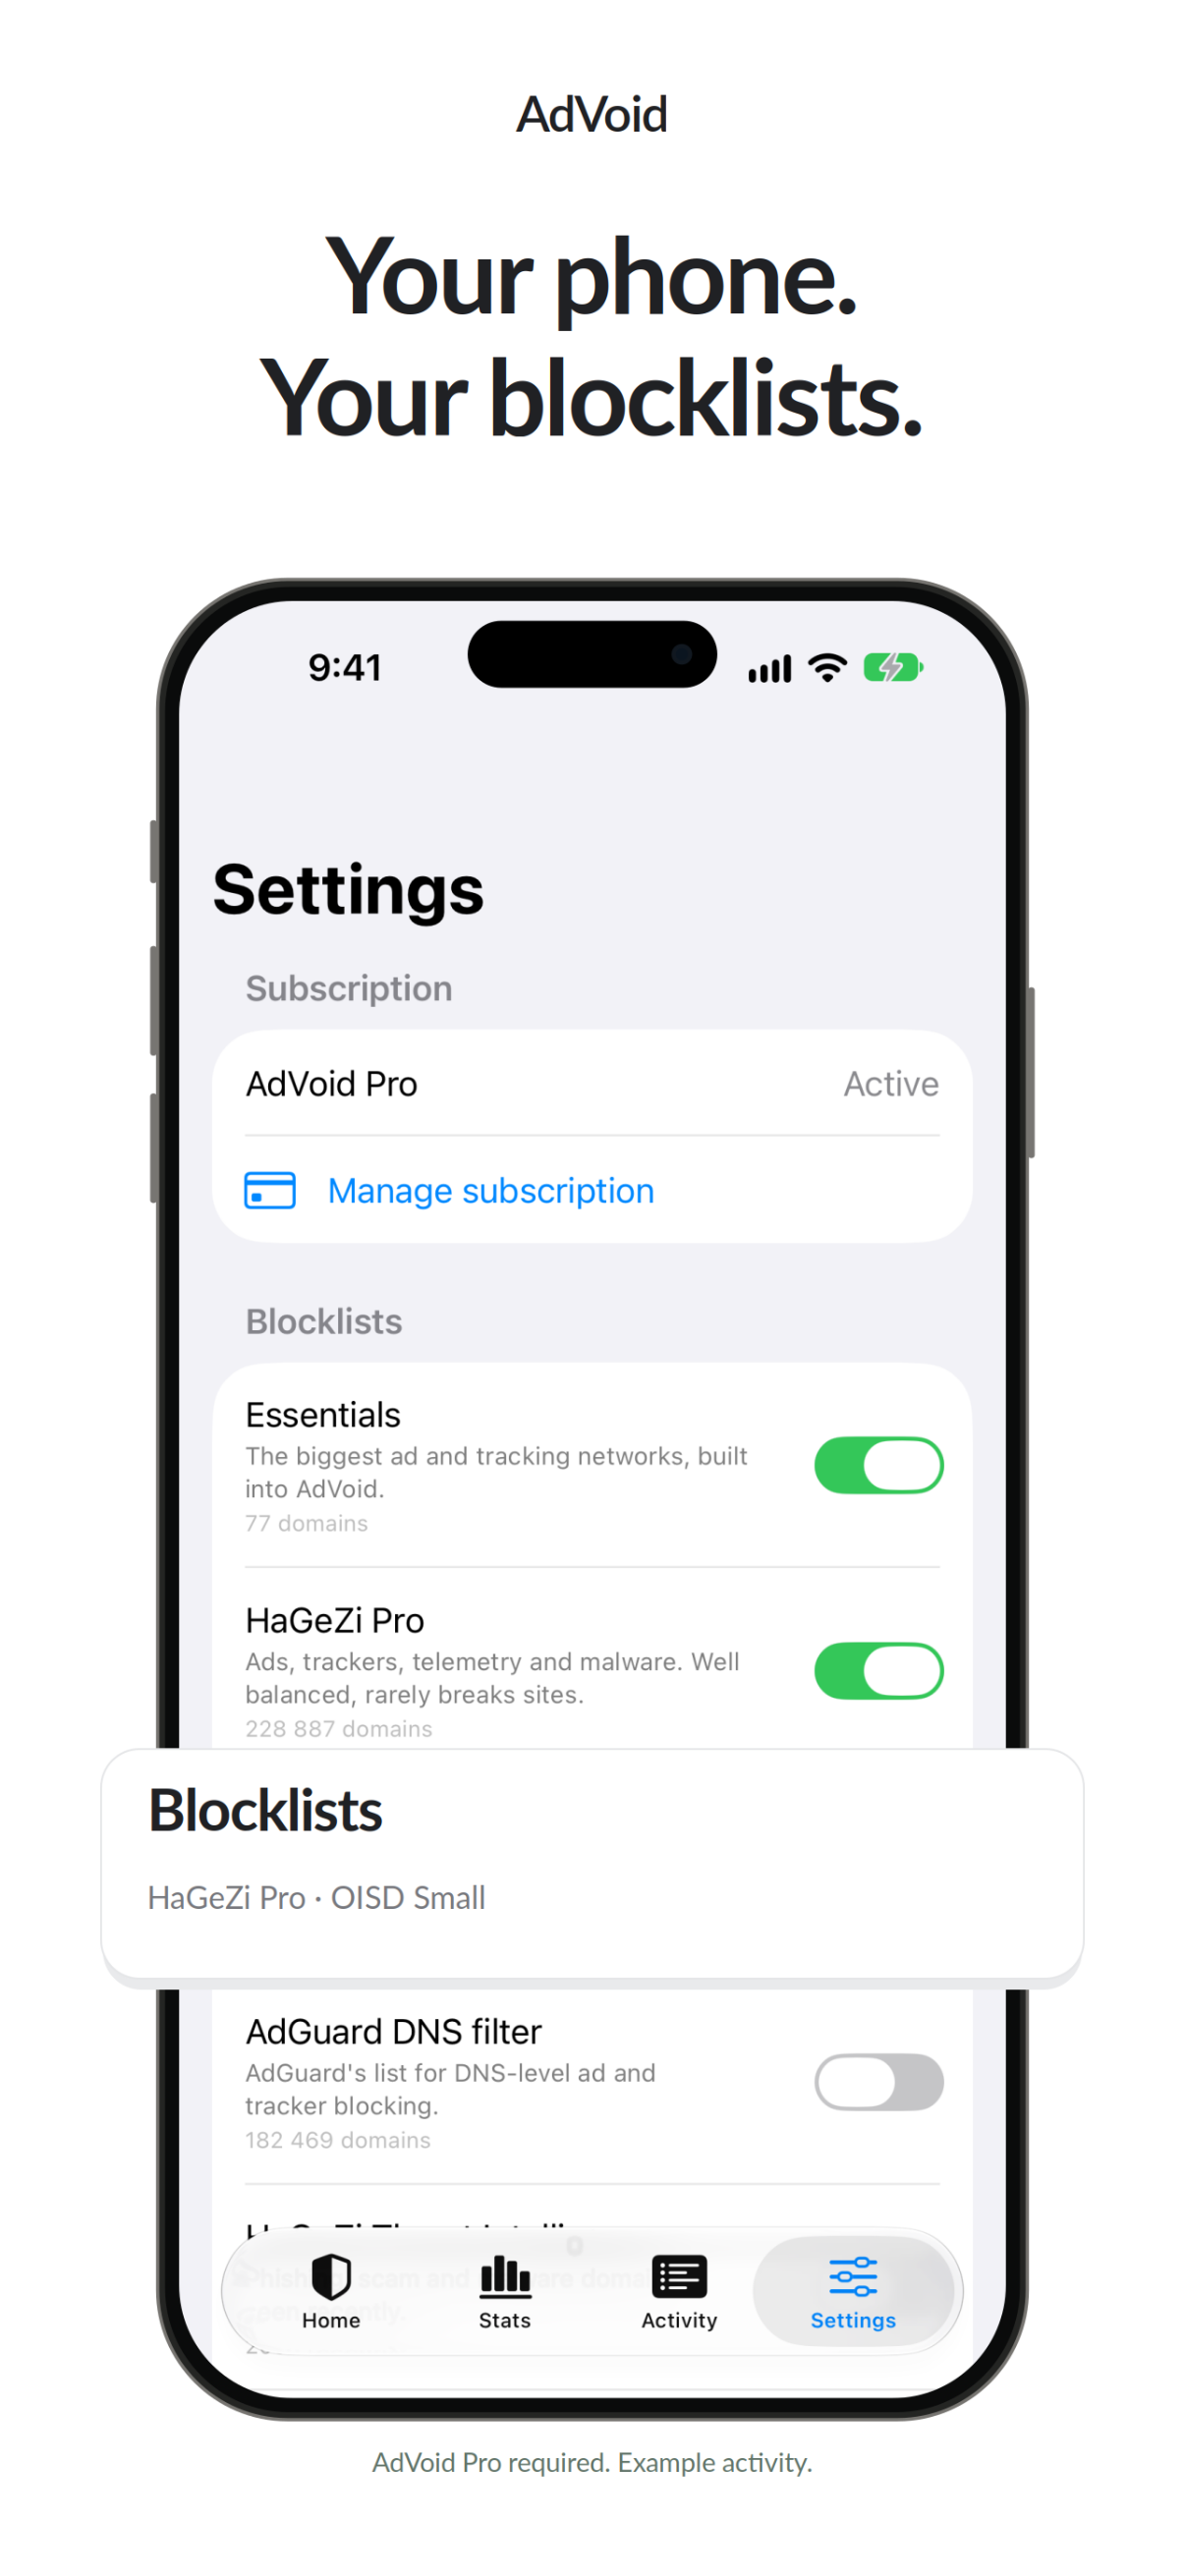 AdVoid
Your phone.
Your blocklists.
9:41
Settings
Subscription
AdVoid Pro
Active
Manage subscription
Blocklists
Essentials
The biggest ad and tracking networks, built
into AdVoid.
77 domains
HaGeZi Pro
Ads, trackers, telemetry and malware. Well
balanced, rarely breaks sites.
228 887 domains
Blocklists
HaGeZi Pro · OISD Small
AdGuard DNS filter
AdGuard's list for DNS-level ad and
tracker blocking.
182 469 domains
Home
Stats
Activity
Settings
AdVoid Pro required. Example activity.